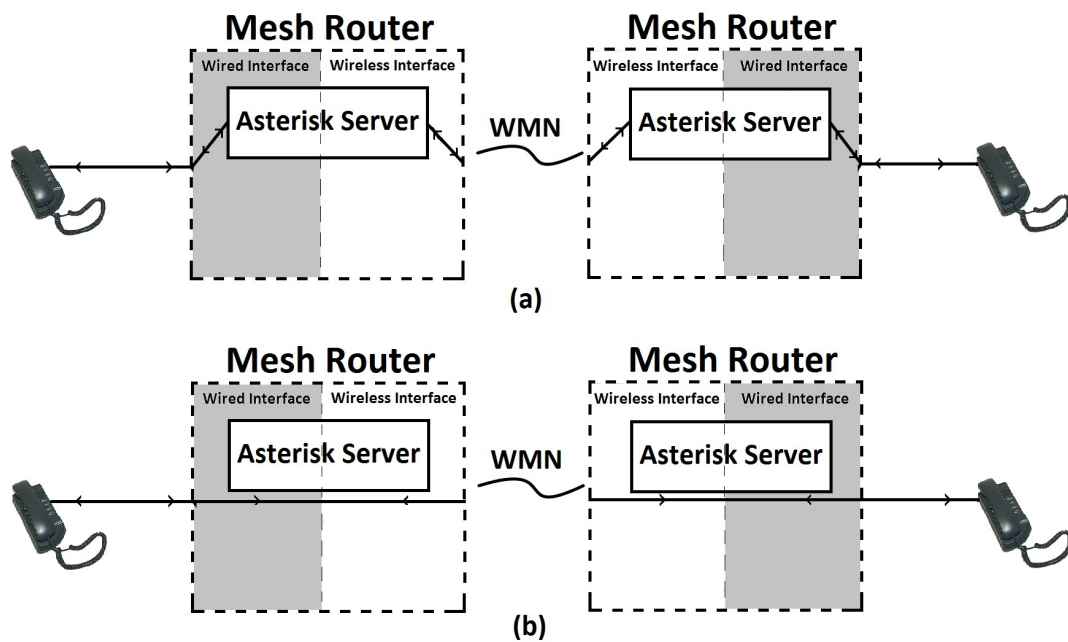 Mesh Router
Mesh Router
Wired Interface
Wireless Interface
Wireless Interface
Wired Interface
Asterisk Server
WMN
Asterisk Server
(a)
Mesh Router
Mesh Router
Wired Interface
Wireless Interface
Wireless Interface
Wired Interface
Asterisk Server
WMN
Asterisk Server
(b)